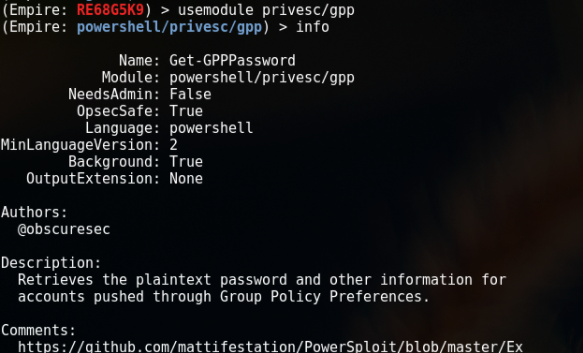 (Empire: RE68G5K9) > usemodule privesc/gpp
(Empire: powershell/privesc/gpp) > info
Name: Get-GPPPassword
Module: powershell/privesc/gpp
NeedsAdmin: False
OpsecSafe: True
Language: powershell
MinLanguageVersion: 2
Background: True
OutputExtension: None
Authors:
@obscuresec
Description:
Retrieves the plaintext password and other information for
accounts pushed through Group Policy Preferences.
Comments:
https://github.com/mattifestation/PowerSploit/blob/master/Ex